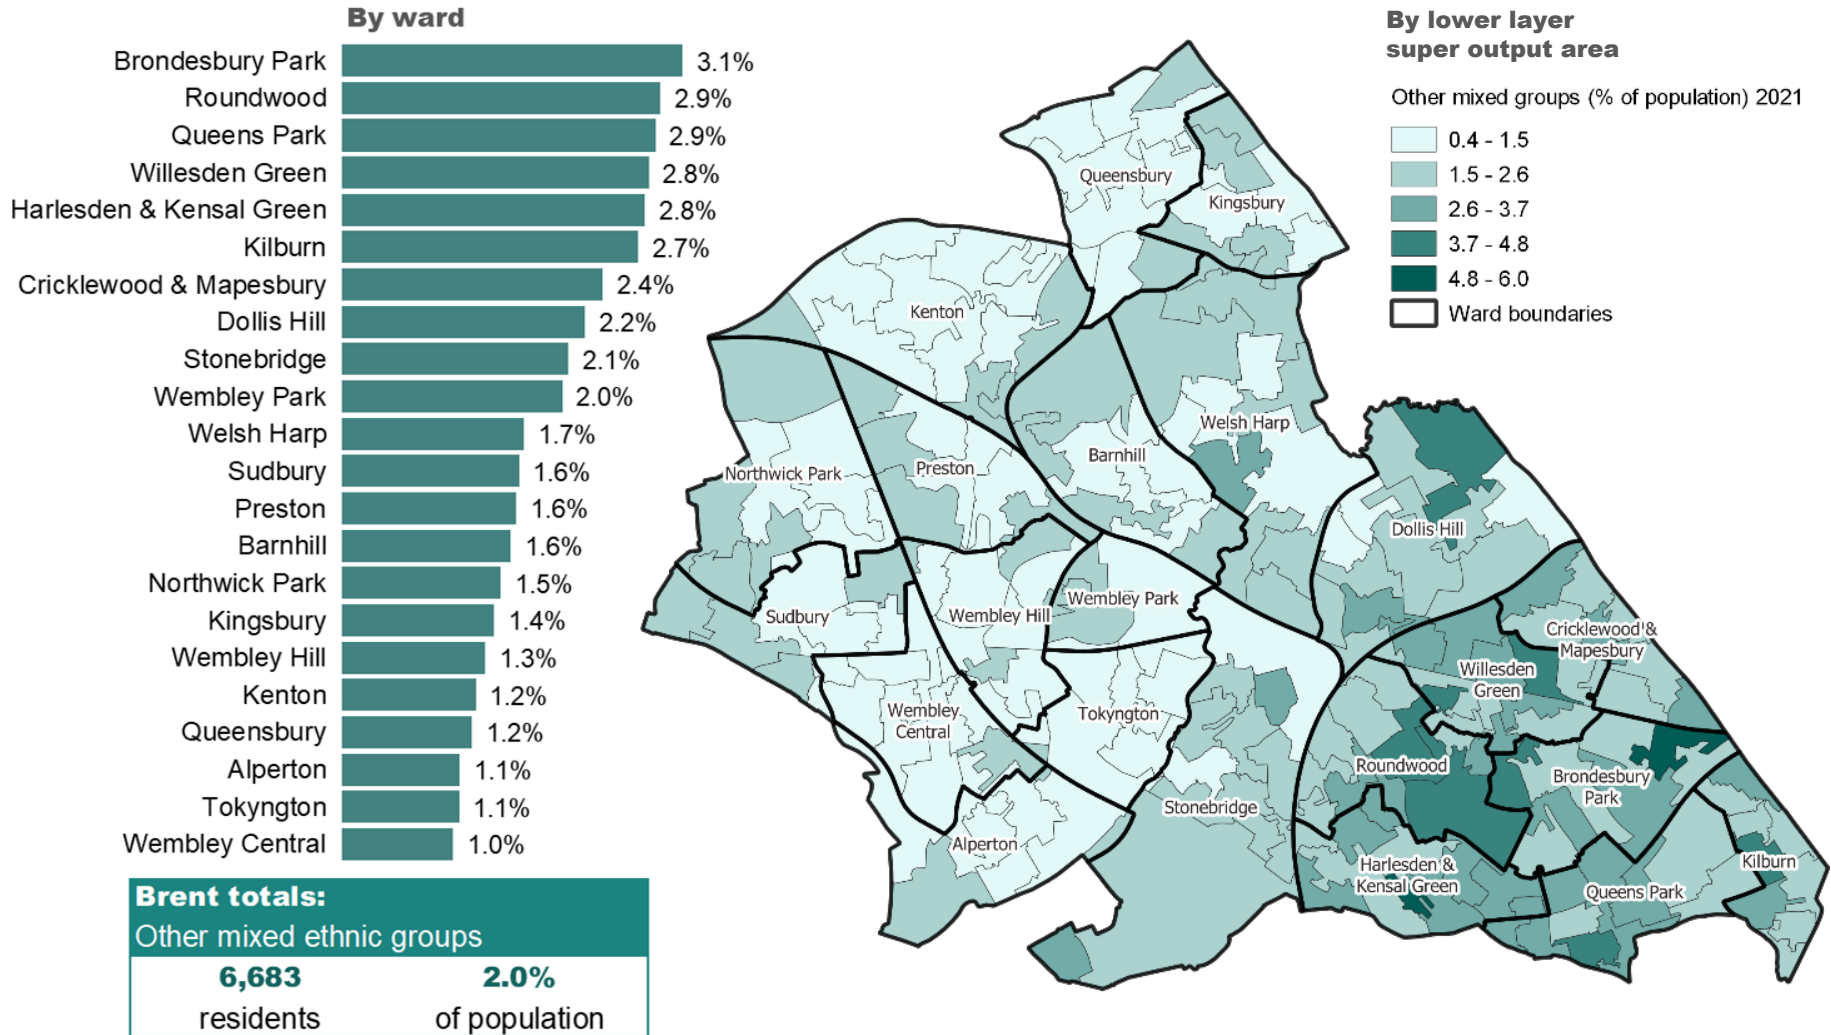 By ward
Brondesbury Park 3.1%
Roundwood 2.9%
Queens Park 2.9%
Willesden Green 2.8%
Harlesden & Kensal Green 2.8%
Kilburn 2.7%
Cricklewood & Mapesbury 2.4%
Dollis Hill 2.2%
Stonebridge 2.1%
Wembley Park 2.0%
Welsh Harp 1.7%
Sudbury 1.6%
Preston 1.6%
Barnhill 1.6%
Northwick Park 1.5%
Kingsbury 1.4%
Wembley Hill 1.3%
Kenton 1.2%
Queensbury 1.2%
Alperton 1.1%
Tokyngton 1.1%
Wembley Central 1.0%
Brent totals:
Other mixed ethnic groups
6,683 2.0%
residents of population
By lower layer
super output area
Other mixed groups (% of population) 2021
0.4 - 1.5
1.5 - 2.6
2.6 - 3.7
3.7 - 4.8
4.8 - 6.0
Ward boundaries
Queensbury
Kingsbury
Kenton
Welsh Harp
Barnhill
Preston
Northwick Park
Dollis Hill
Wembley Park
Wembley Hill
Sudbury
Cricklewood &
Mapesbury
Willesden
Green
Wembley
Central
Tokyngton
Roundwood
Brondesbury
Park
Stonebridge
Alperton
Harlesden &
Kensal Green
Queens Park
Kilburn